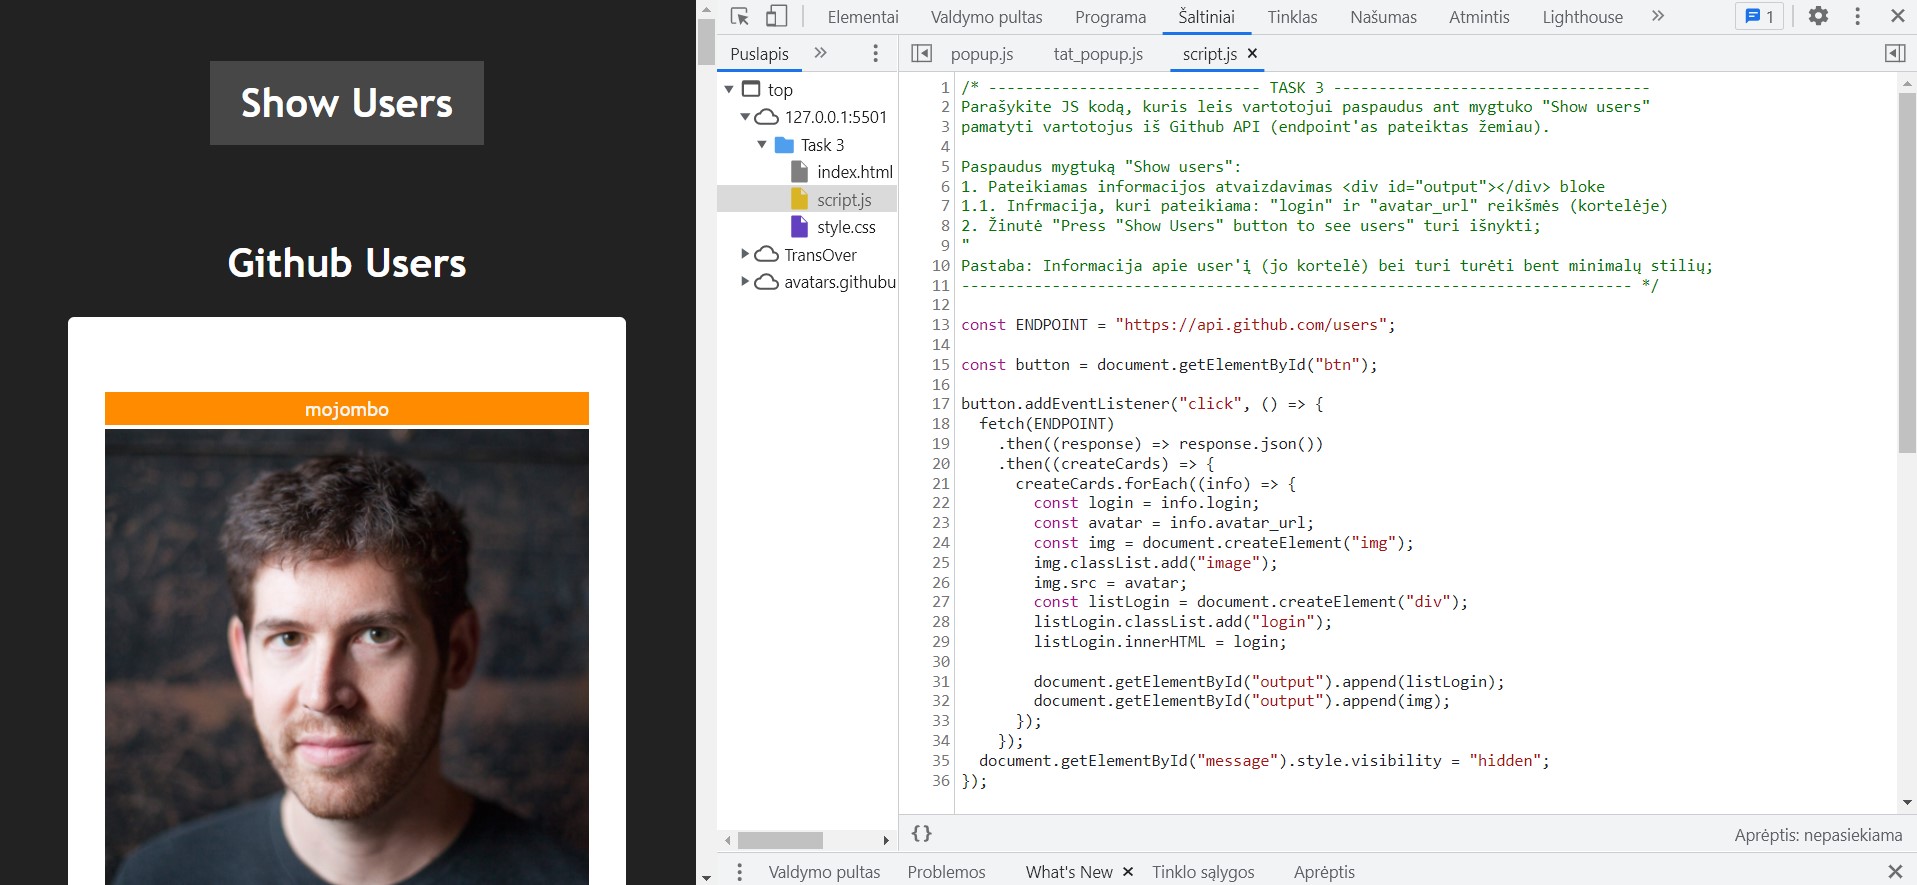 Show Users
Github Users
mojombo
Elementai Valdymo pultas Programa Šaltiniai Tinklas Našumas Atmintis Lighthouse 1
Puslapis
popup.js tat_popup.js script.js
top
127.0.0.1:5501
Task 3
index.html
script.js
style.css
TransOver
avatars.githubu
1 /* ------------------------------ TASK 3 -----------------------------------
2 Parašykite JS kodą, kuris leis vartotojui paspaudus ant mygtuko "Show users"
3 pamatyti vartotojus iš Github API (endpoint'as pateiktas žemiau).
4
5 Paspaudus mygtuką "Show users":
6 1. Pateikiamas informacijos atvaizdavimas <div id="output"></div> bloke
7 1.1. Infrmacija, kuri pateikiama: "login" ir "avatar_url" reikšmės (kortelėje)
8 2. Žinutė "Press "Show Users" button to see users" turi išnykti;
9 "
10 Pastaba: Informacija apie user'į (jo kortelė) bei turi turėti bent minimalų stilių;
11 -------------------------------------------------------------------------- */
12
13 const ENDPOINT = "https://api.github.com/users";
14
15 const button = document.getElementById("btn");
16
17 button.addEventListener("click", () => {
18 fetch(ENDPOINT)
19 .then((response) => response.json())
20 .then((createCards) => {
21 createCards.forEach((info) => {
22 const login = info.login;
23 const avatar = info.avatar_url;
24 const img = document.createElement("img");
25 img.classList.add("image");
26 img.src = avatar;
27 const listLogin = document.createElement("div");
28 listLogin.classList.add("login");
29 listLogin.innerHTML = login;
30
31 document.getElementById("output").append(listLogin);
32 document.getElementById("output").append(img);
33 });
34 });
35 document.getElementById("message").style.visibility = "hidden";
36 });
{} Aprėptis: nepasiekiama
Valdymo pultas Problemos What's New Tinklo sąlygos Aprėptis